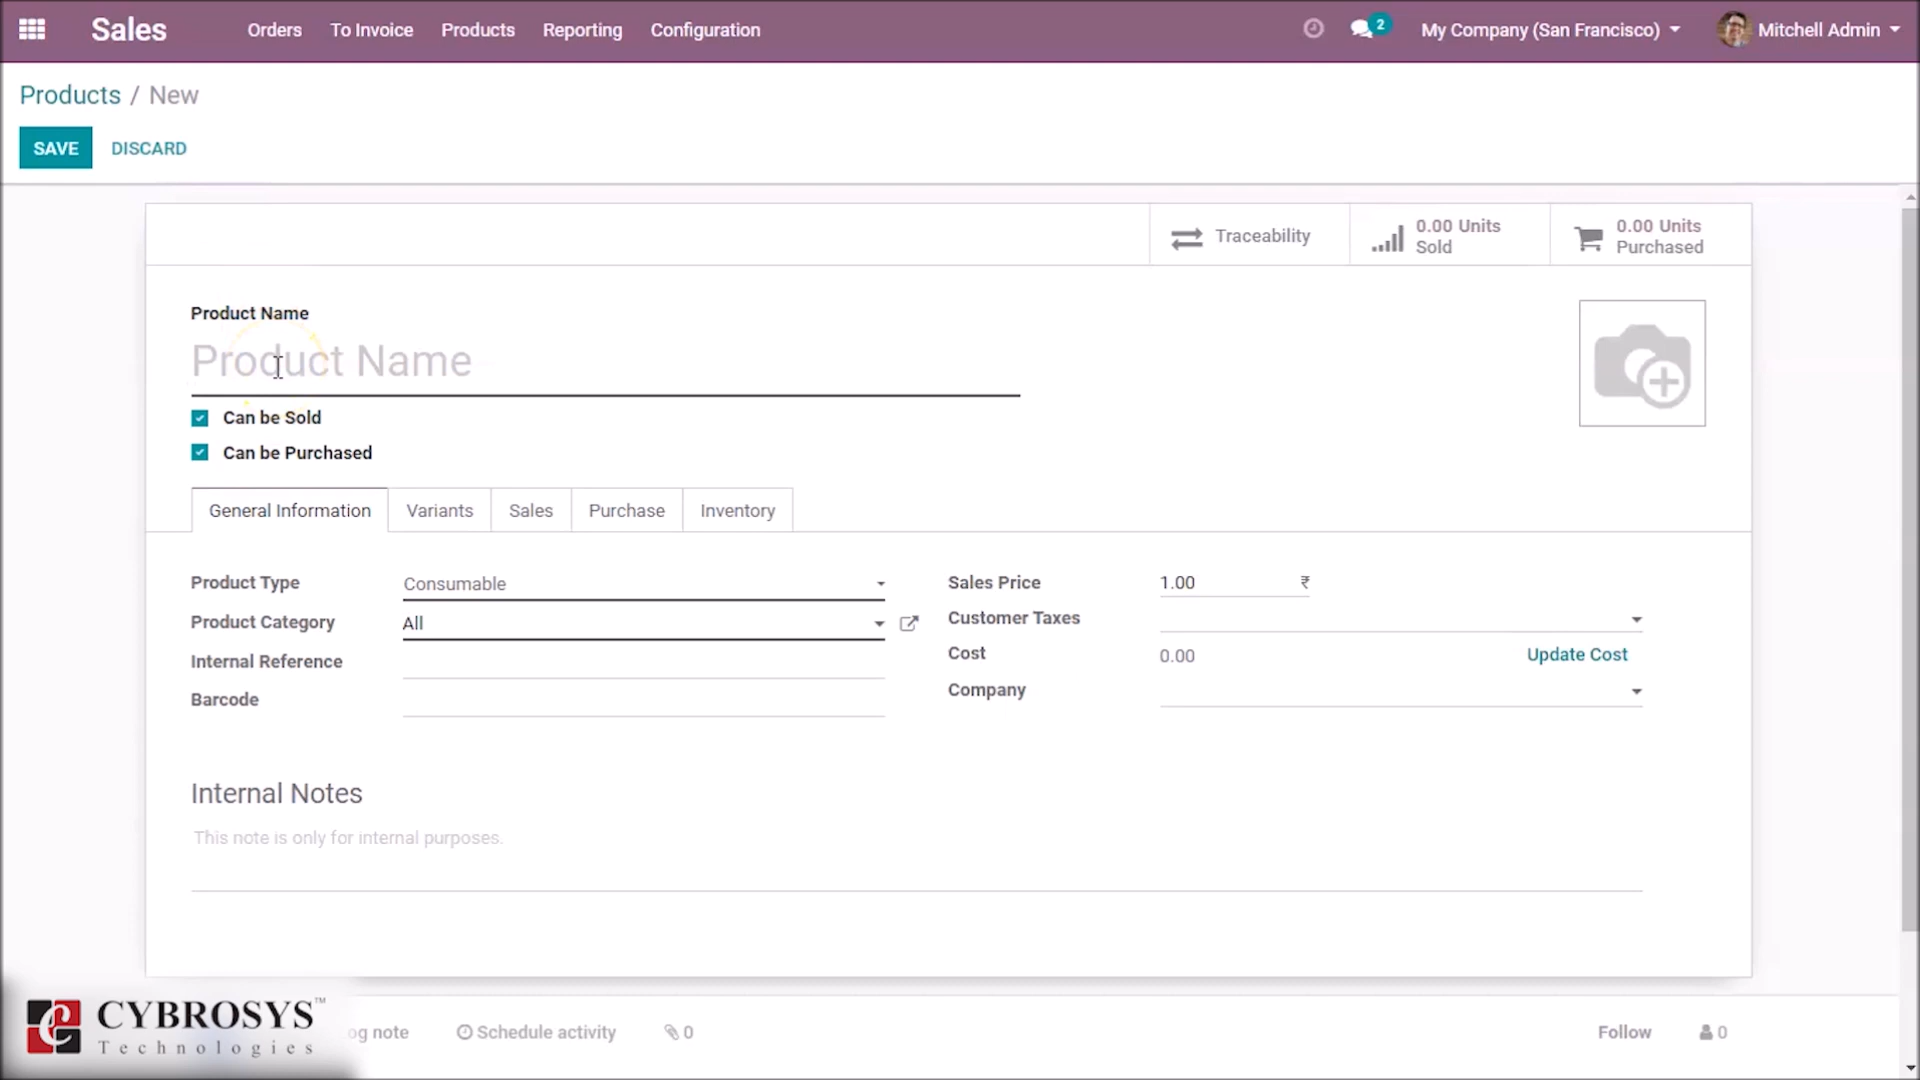 Sales Orders To Invoice Products Reporting Configuration 2 My Company (San Francisco) Mitchell Admin
Products / New
SAVE DISCARD
Traceability
0.00 Units
Sold
0.00 Units
Purchased
Product Name
Product Name
Can be Sold
Can be Purchased
General Information Variants Sales Purchase Inventory
Product Type Consumable
Product Category All
Internal Reference
Barcode
Sales Price 1.00 ₹
Customer Taxes
Cost 0.00 Update Cost
Company
Internal Notes
This note is only for internal purposes.
CYBROSYS™
Technologies
og note Schedule activity 0 Follow 0